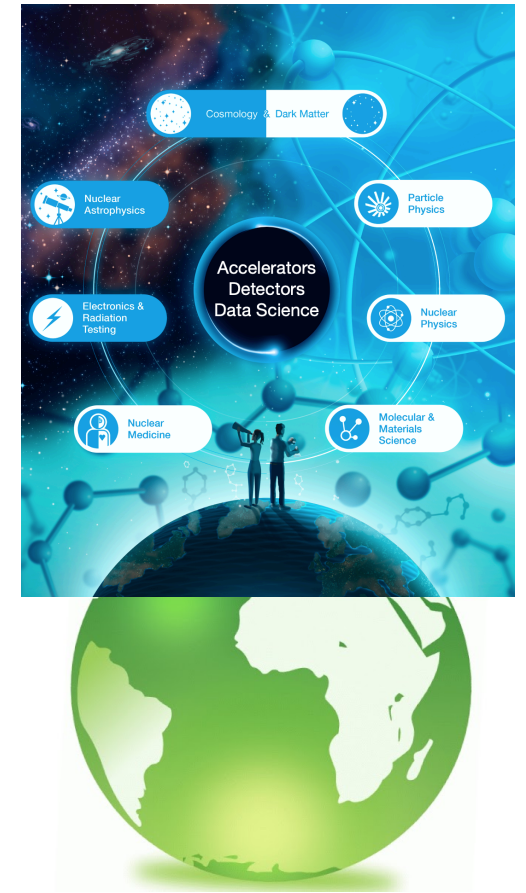 Cosmology & Dark Matter
Nuclear
Astrophysics
Particle
Physics
Accelerators
Detectors
Data Science
Electronics &
Radiation
Testing
Nuclear
Physics
Nuclear
Medicine
Molecular &
Materials
Science